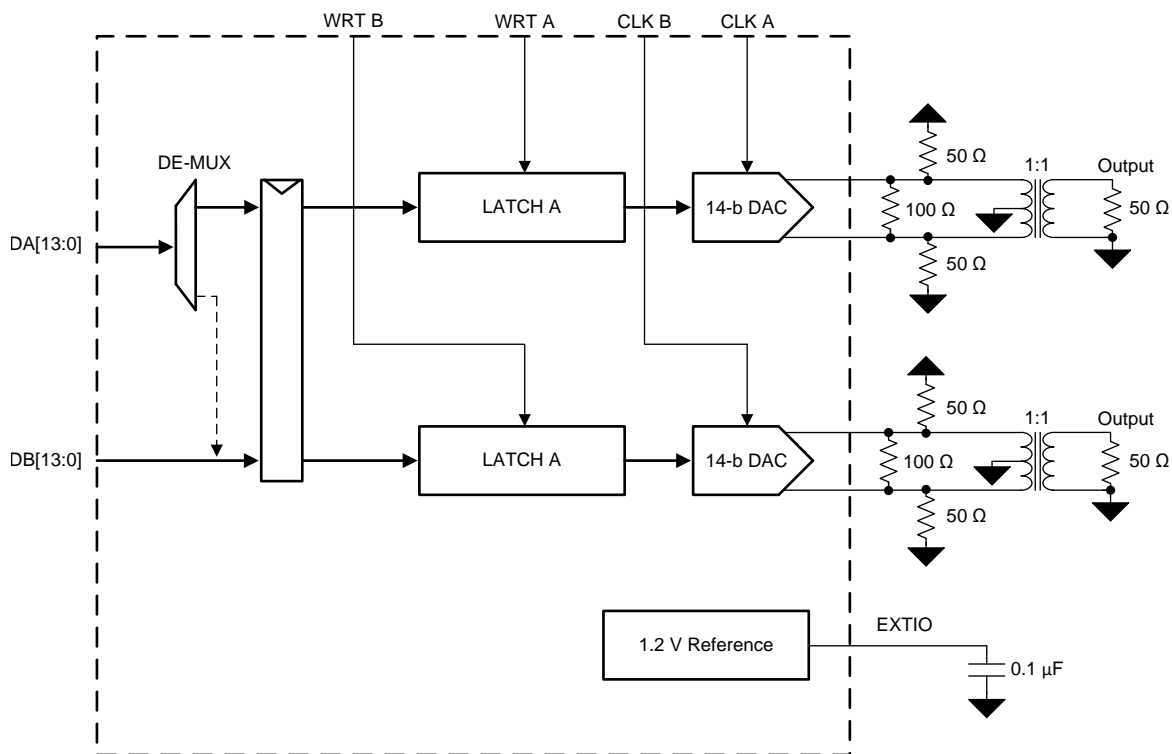 WRT B
WRT A
CLK B
CLK A
DE-MUX
50 Ω
1:1
Output
LATCH A
14-b DAC
100 Ω
50 Ω
DA[13:0]
50 Ω
50 Ω
1:1
Output
DB[13:0]
LATCH A
14-b DAC
100 Ω
50 Ω
50 Ω
1.2 V Reference
EXTIO
0.1 µF